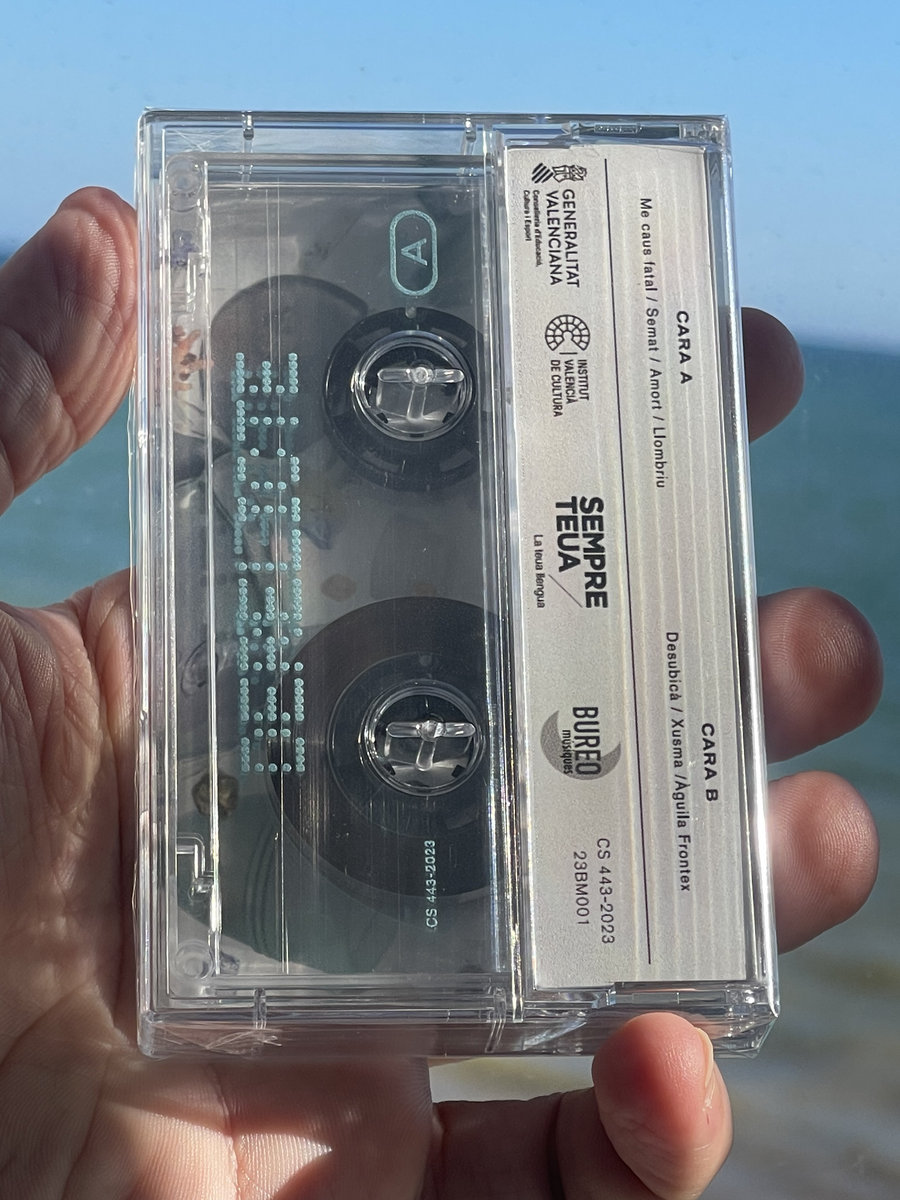 CARA A
Me caus fatal / Semat / Amort / Llombriu
CARA B
Desubicà / Xusma /Àguila Frontex
GENERALITAT
VALENCIANA
Conselleria d'Educació,
Cultura i Esport
INSTITUT
VALENCIÀ
DE CULTURA
SEMPRE
TEUA
La teua llengua
BUREO
músiques
CS 443-2023
23BM001
A
CS 443-2023